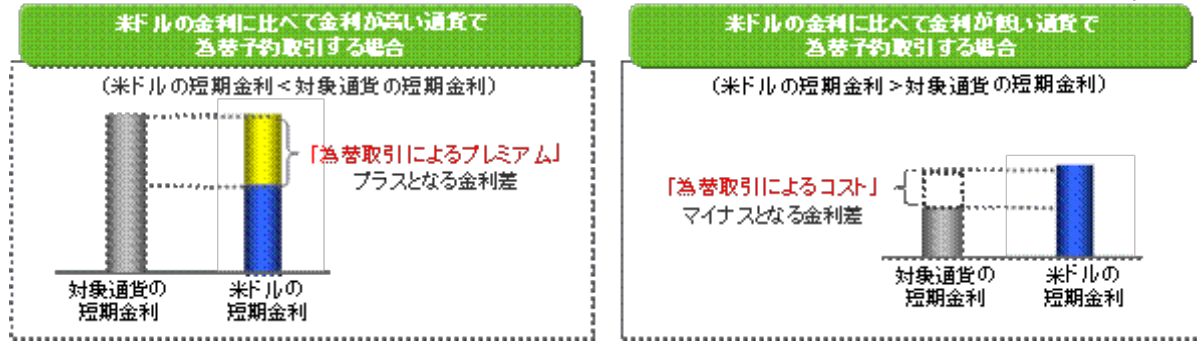 米ドルの金利に比べて金利が高い通貨で
為替予約取引する場合
(米ドルの短期金利<対象通貨の短期金利)
「為替取引によるプレミアム」
プラスとなる金利差
対象通貨の
短期金利
米ドルの
短期金利
米ドルの金利に比べて金利が低い通貨で
為替予約取引する場合
(米ドルの短期金利>対象通貨の短期金利)
「為替取引によるコスト」
マイナスとなる金利差
対象通貨の
短期金利
米ドルの
短期金利